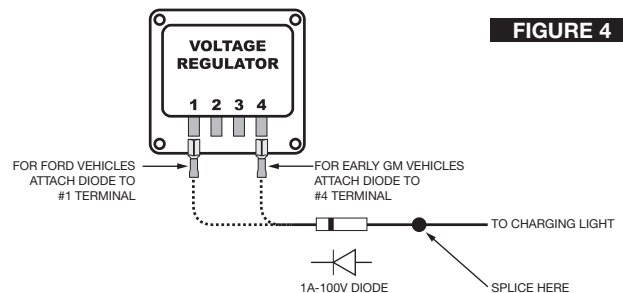 FIGURE 4
VOLTAGE
REGULATOR
1 2 3 4
FOR FORD VEHICLES
ATTACH DIODE TO
#1 TERMINAL
FOR EARLY GM VEHICLES
ATTACH DIODE TO
#4 TERMINAL
TO CHARGING LIGHT
1A-100V DIODE
SPLICE HERE